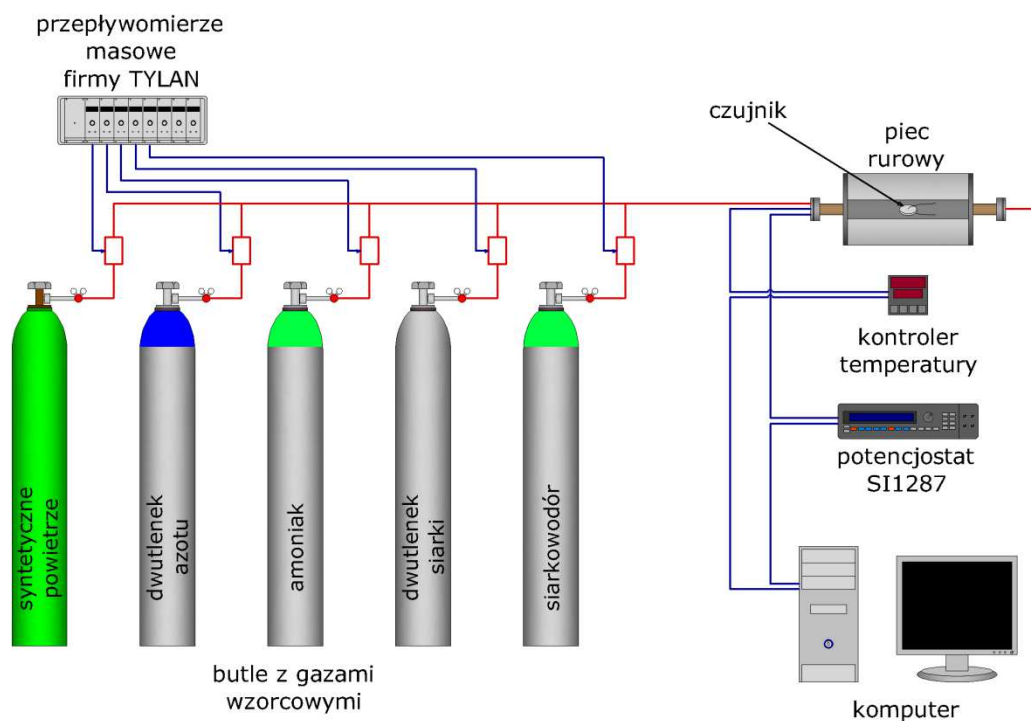 przepływomierze
masowe
firmy TYLAN
czujnik
piec
rurowy
kontroler
temperatury
potencjostat
SI1287
syntetyczne
powietrze
dwutlenek
azotu
amoniak
dwutlenek
siarki
siarkowodór
butle z gazami
wzorcowymi
komputer